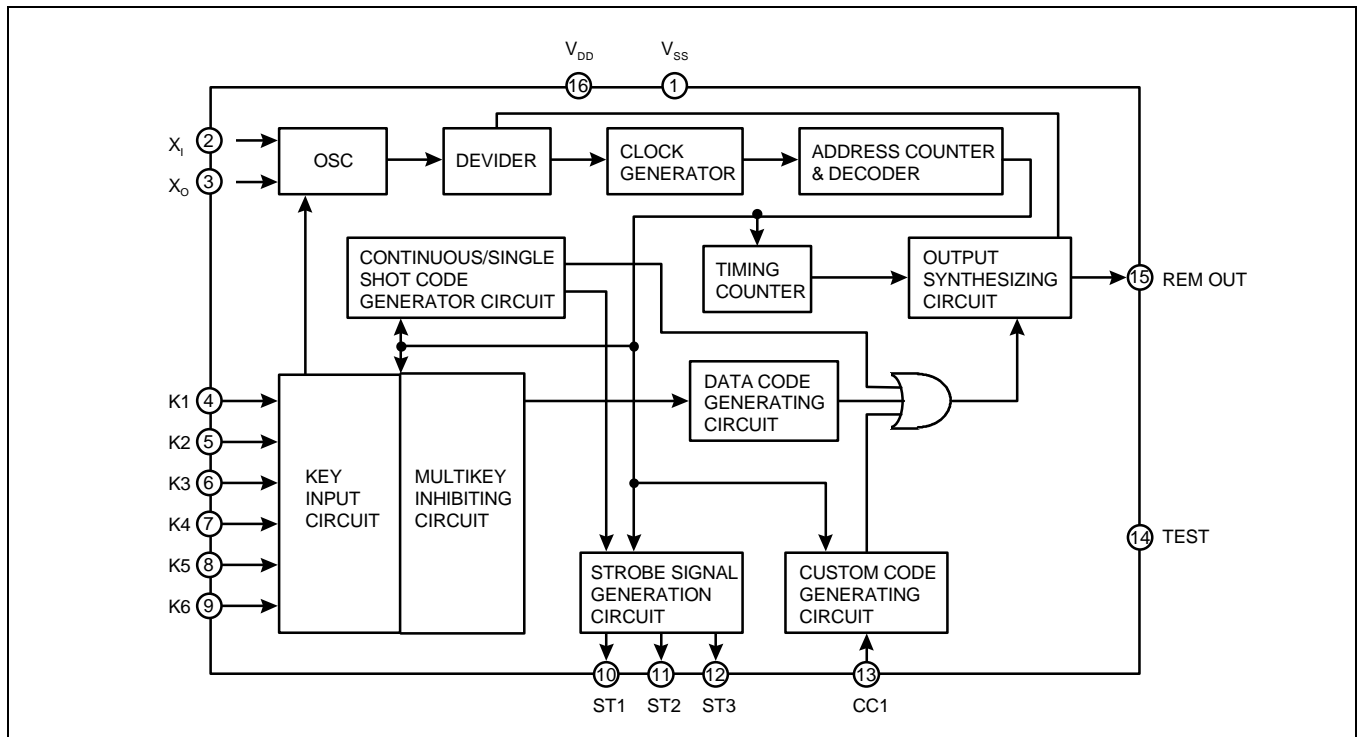 VDD
VSS
16
1
XI
2
XO
3
OSC
DEVIDER
CLOCK
GENERATOR
ADDRESS COUNTER
& DECODER
CONTINUOUS/SINGLE
SHOT CODE
GENERATOR CIRCUIT
TIMING
COUNTER
OUTPUT
SYNTHESIZING
CIRCUIT
15
REM OUT
K1
4
K2
5
K3
6
K4
7
K5
8
K6
9
KEY
INPUT
CIRCUIT
MULTIKEY
INHIBITING
CIRCUIT
DATA CODE
GENERATING
CIRCUIT
14
TEST
STROBE SIGNAL
GENERATION
CIRCUIT
CUSTOM CODE
GENERATING
CIRCUIT
10
11
12
13
ST1
ST2
ST3
CC1